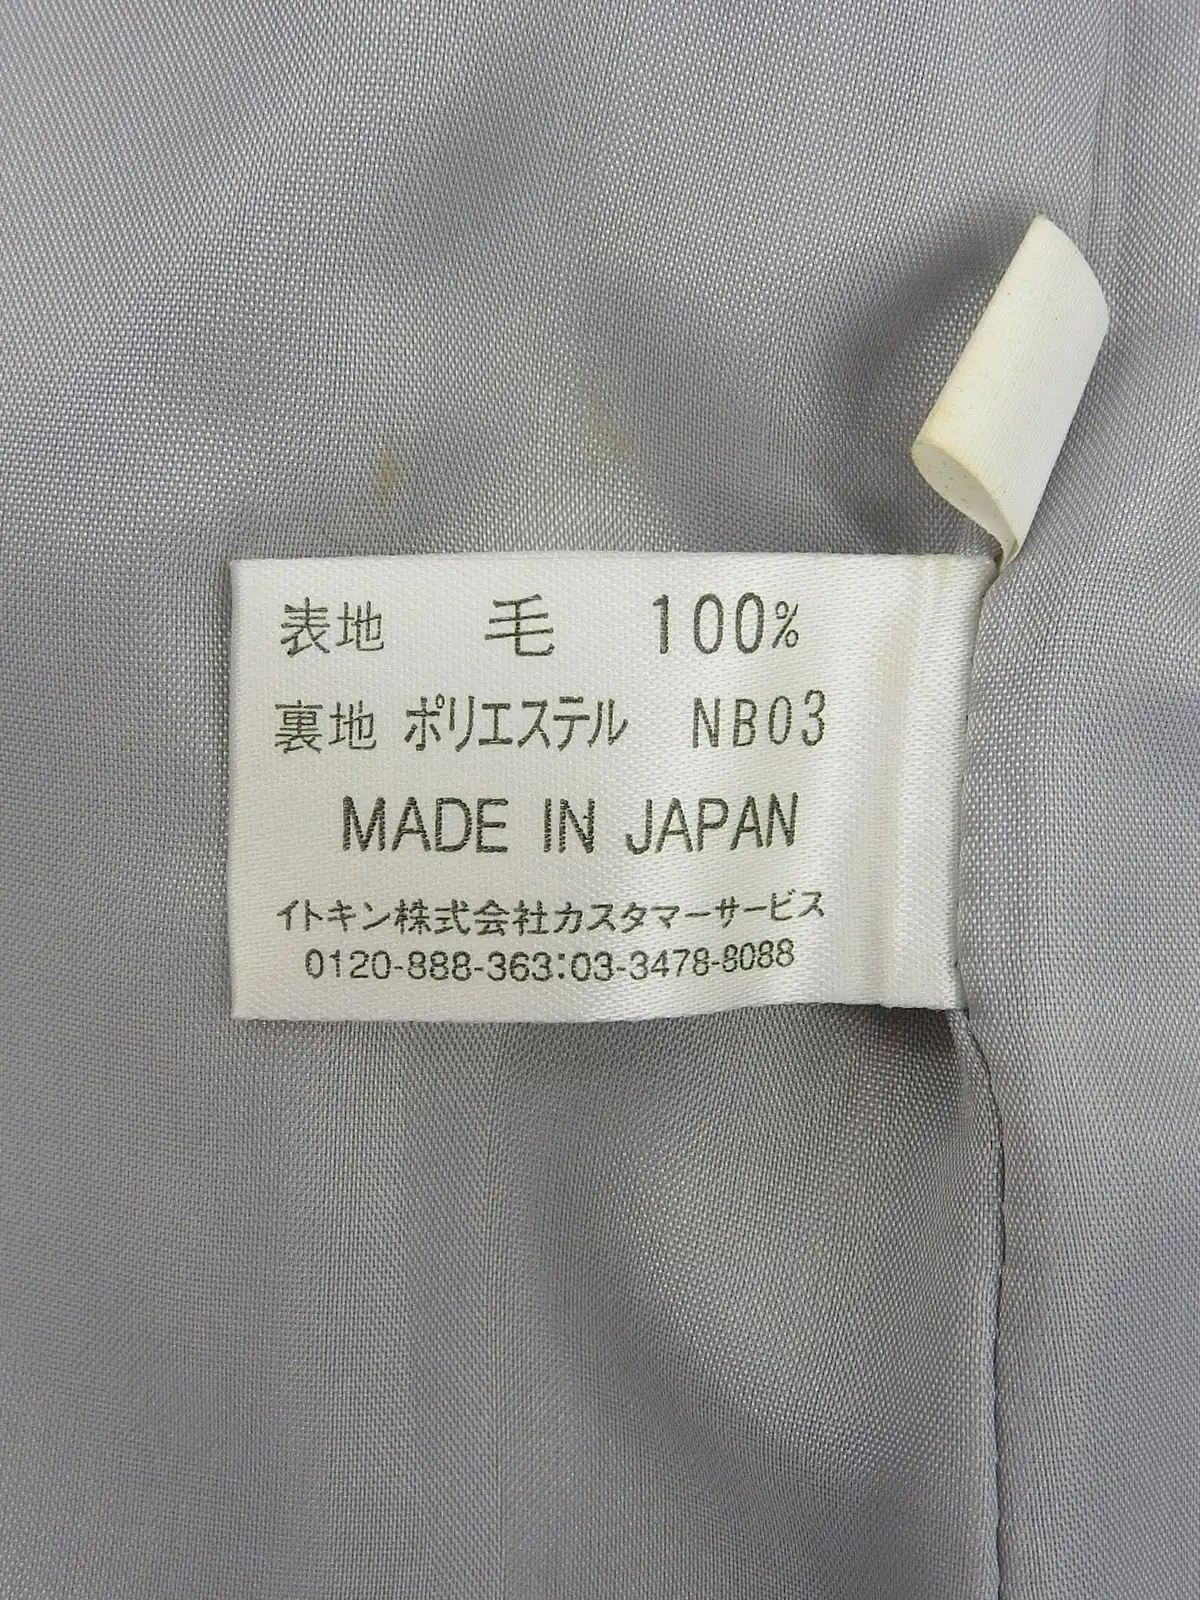 表地 毛 100%
裏地 ポリエステル NB03
MADE IN JAPAN
イトキン株式会社カスタマーサービス
0120-888-363:03-3478-8088